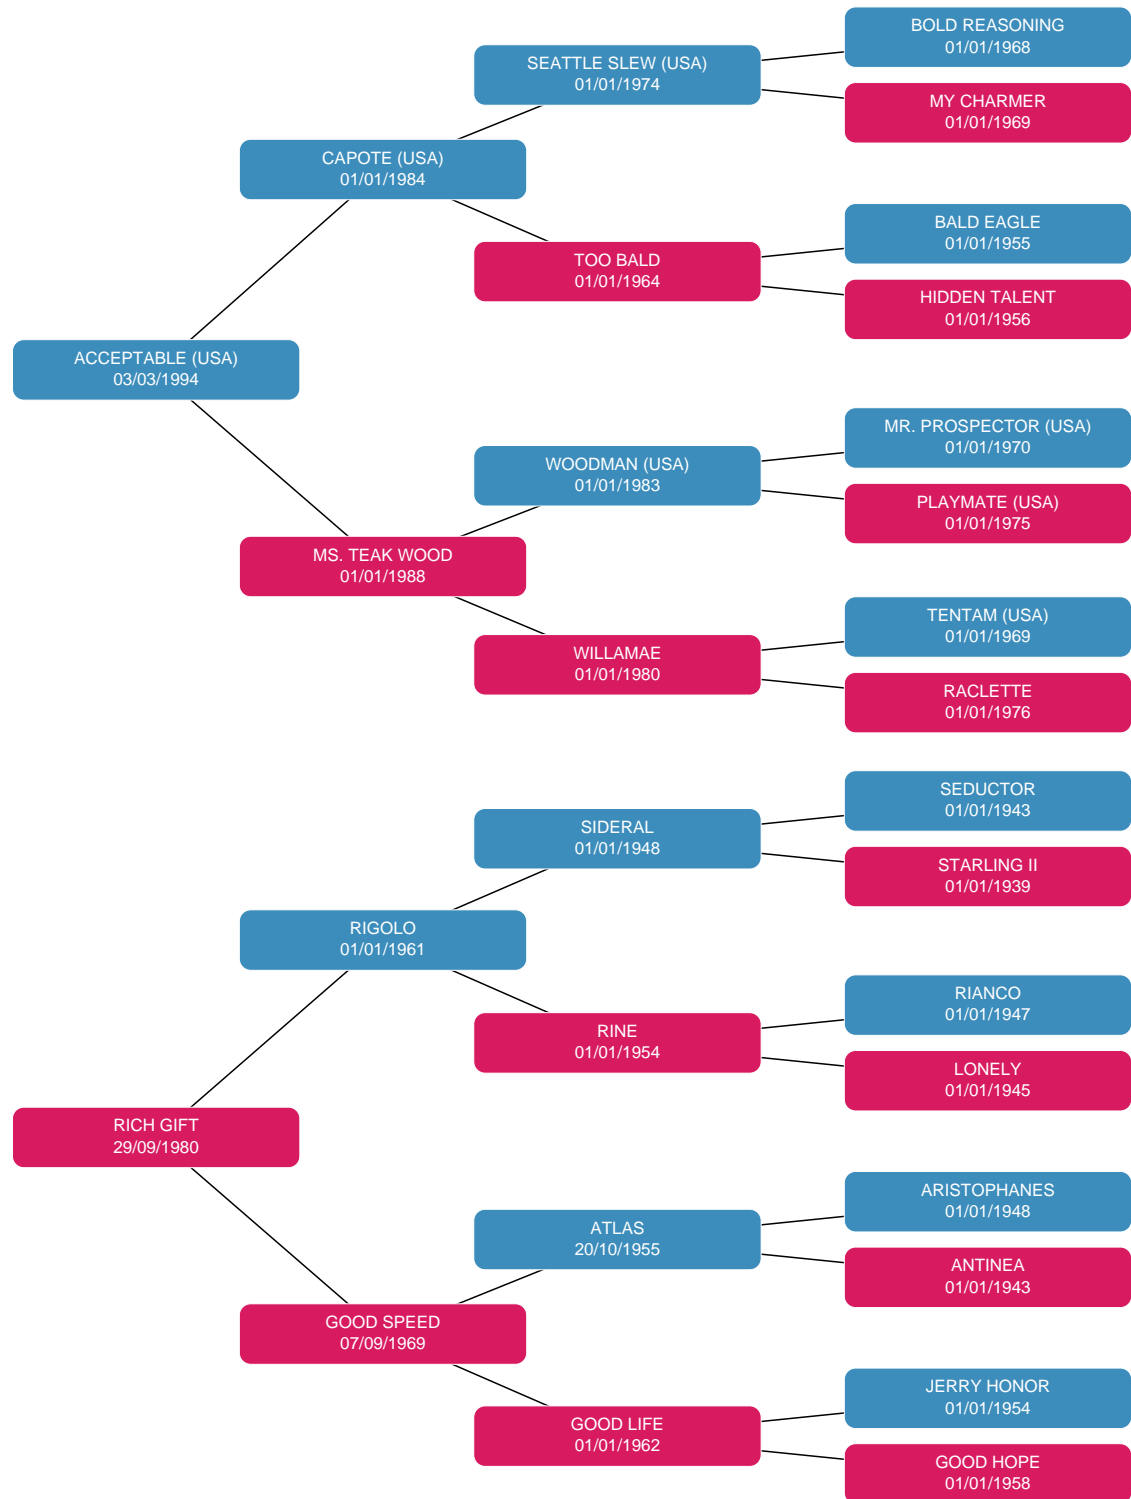 BOLD REASONING
01/01/1968
SEATTLE SLEW (USA)
01/01/1974
MY CHARMER
01/01/1969
CAPOTE (USA)
01/01/1984
BALD EAGLE
01/01/1955
TOO BALD
01/01/1964
HIDDEN TALENT
01/01/1956
ACCEPTABLE (USA)
03/03/1994
MR. PROSPECTOR (USA)
01/01/1970
WOODMAN (USA)
01/01/1983
PLAYMATE (USA)
01/01/1975
MS. TEAK WOOD
01/01/1988
TENTAM (USA)
01/01/1969
WILLAMAE
01/01/1980
RACLETTE
01/01/1976
SEDUCTOR
01/01/1943
SIDERAL
01/01/1948
STARLING II
01/01/1939
RIGOLO
01/01/1961
RIANCO
01/01/1947
RINE
01/01/1954
LONELY
01/01/1945
RICH GIFT
29/09/1980
ARISTOPHANES
01/01/1948
ATLAS
20/10/1955
ANTINEA
01/01/1943
GOOD SPEED
07/09/1969
JERRY HONOR
01/01/1954
GOOD LIFE
01/01/1962
GOOD HOPE
01/01/1958